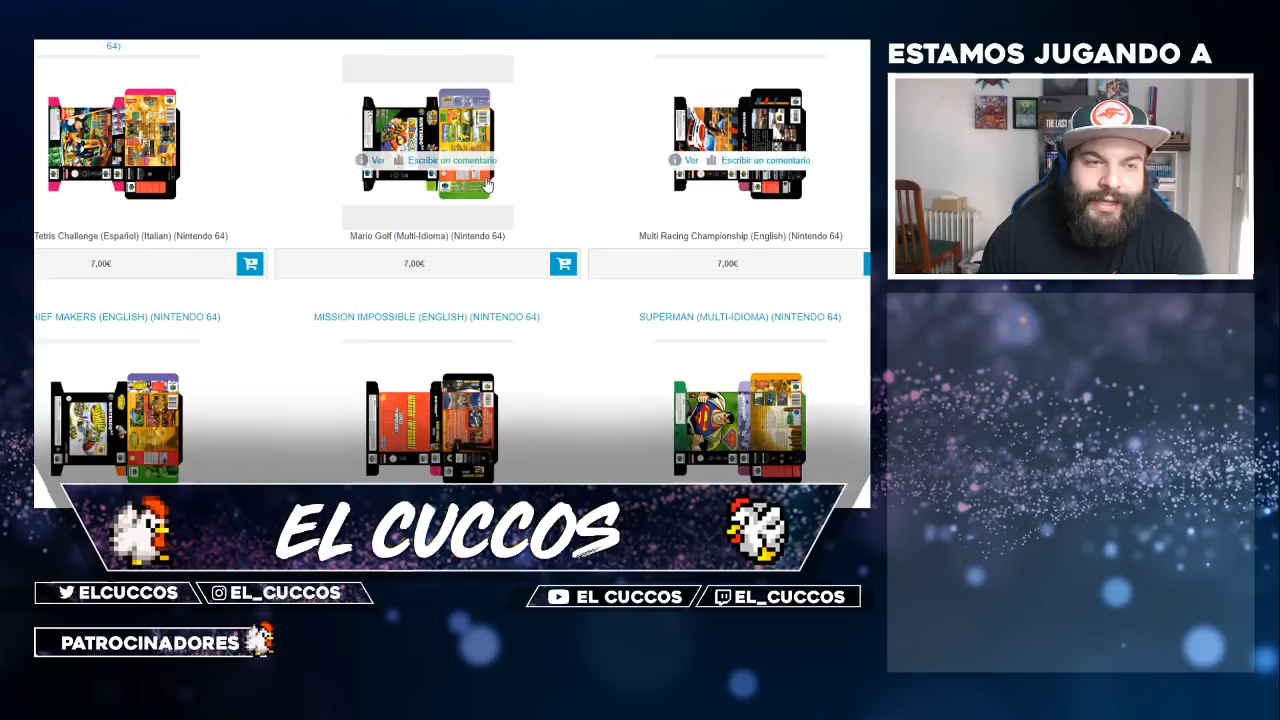 64)
ESTAMOS JUGANDO A
Ver Escribir un comentario
Ver Escribir un comentario
Tetris Challenge (Español) (Italian) (Nintendo 64)
Mario Golf (Multi-Idioma) (Nintendo 64)
Multi Racing Championship (English) (Nintendo 64)
7,00€
7,00€
7,00€
HIEF MAKERS (ENGLISH) (NINTENDO 64)
MISSION IMPOSSIBLE (ENGLISH) (NINTENDO 64)
SUPERMAN (MULTI-IDIOMA) (NINTENDO 64)
EL CUCCOS
ELCUCCOS
EL_CUCCOS
EL CUCCOS
EL_CUCCOS
PATROCINADORES